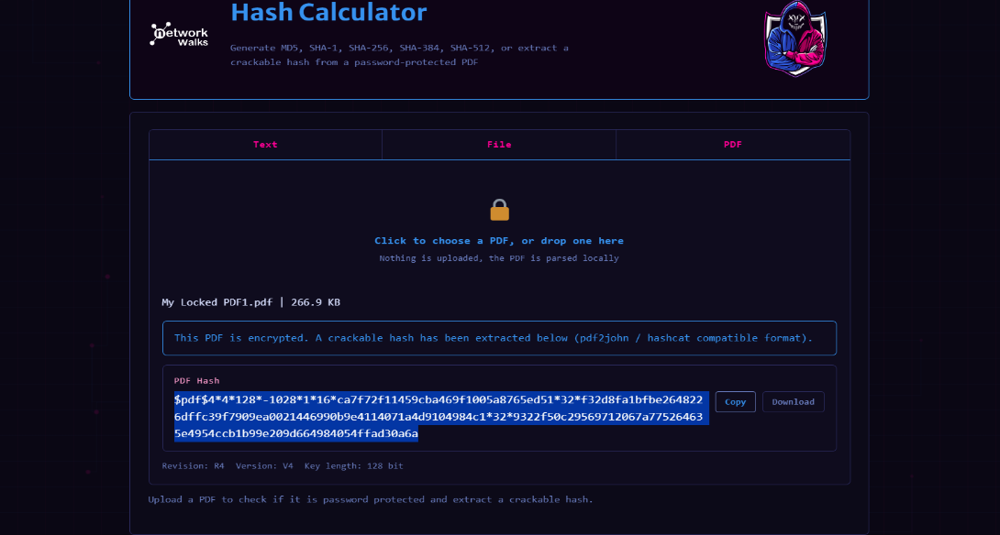 Hash Calculator
network
walks
Generate MD5, SHA-1, SHA-256, SHA-384, SHA-512, or extract a
crackable hash from a password-protected PDF
Text
File
PDF
Click to choose a PDF, or drop one here
Nothing is uploaded, the PDF is parsed locally
My Locked PDF1.pdf | 266.9 KB
This PDF is encrypted. A crackable hash has been extracted below (pdf2john / hashcat compatible format).
PDF Hash
$pdf$4*4*128*-1028*1*16*ca7f72f11459cba469f1005a8765ed51*32*f32d8fa1bfbe264822
6dffc39f7909ea0021446990b9e4114071a4d9104984c1*32*9322f50c29569712067a77526463
5e4954ccb1b99e209d664984054ffad30a6a
Copy
Download
Revision: R4 Version: V4 Key length: 128 bit
Upload a PDF to check if it is password protected and extract a crackable hash.